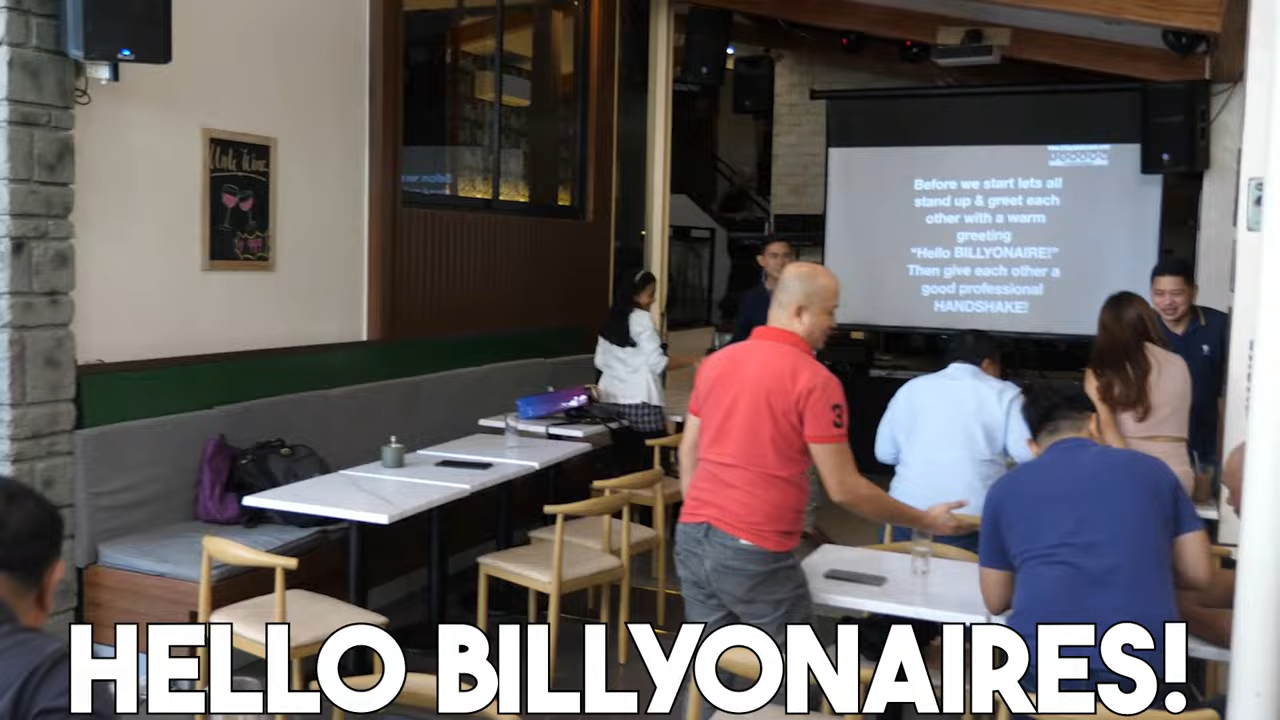 Before we start lets all
stand up & greet each
other with a warm
greeting
“Hello BILLYONAIRE!”
Then give each other a
good professional
HANDSHAKE!
3
HELLO BILLYONAIRES!